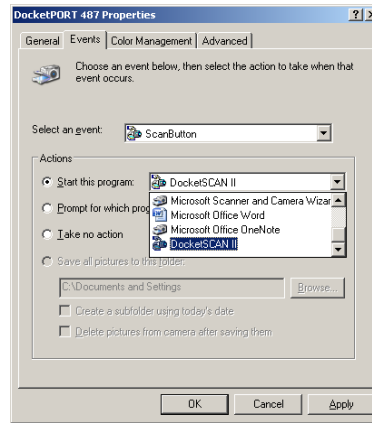 DocketPORT 487 Properties
General Events Color Management Advanced
Choose an event below, then select the action to take when that
event occurs.
Select an event: ScanButton
Actions
Start this program: DocketSCAN II
Microsoft Scanner and Camera Wizar
Prompt for which prog
Microsoft Office Word
Microsoft Office OneNote
Take no action
DocketSCAN II
Save all pictures to this folder:
C:\Documents and Settings Browse...
Create a subfolder using today's date
Delete pictures from camera after saving them
OK Cancel Apply